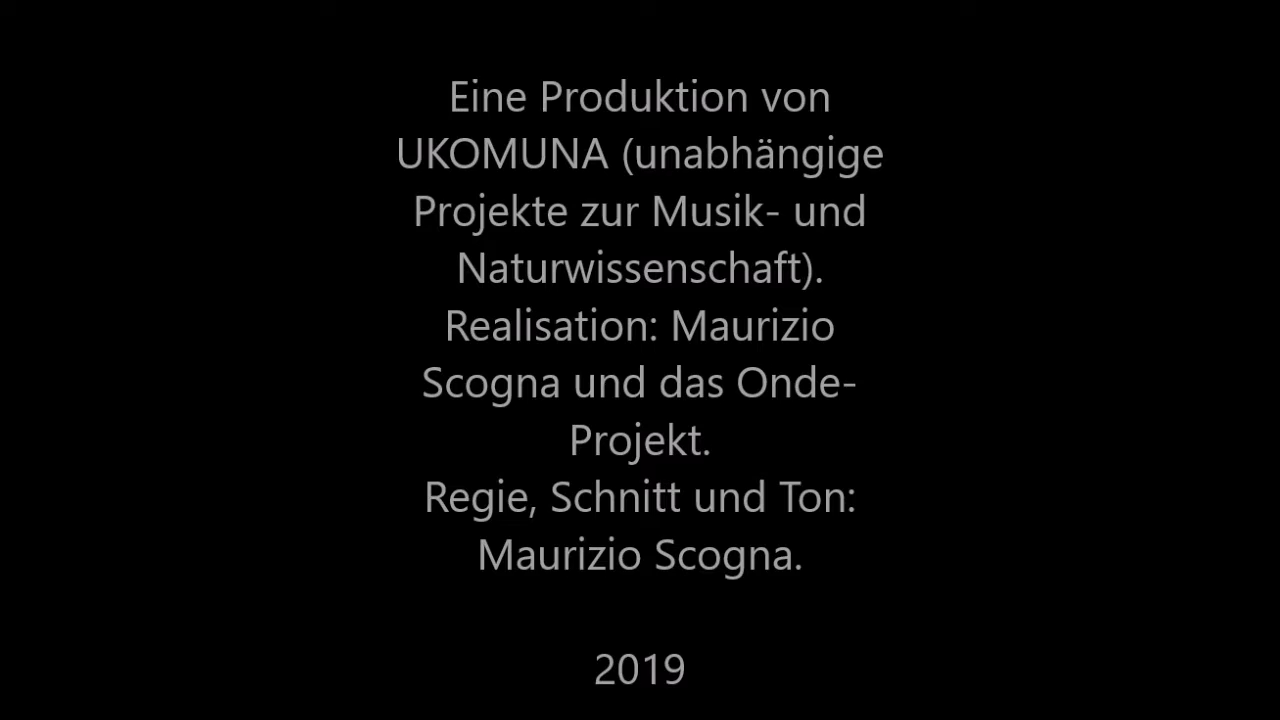 Eine Produktion von
UKOMUNA (unabhängige
Projekte zur Musik- und
Naturwissenschaft).
Realisation: Maurizio
Scogna und das Onde-
Projekt.
Regie, Schnitt und Ton:
Maurizio Scogna.
2019